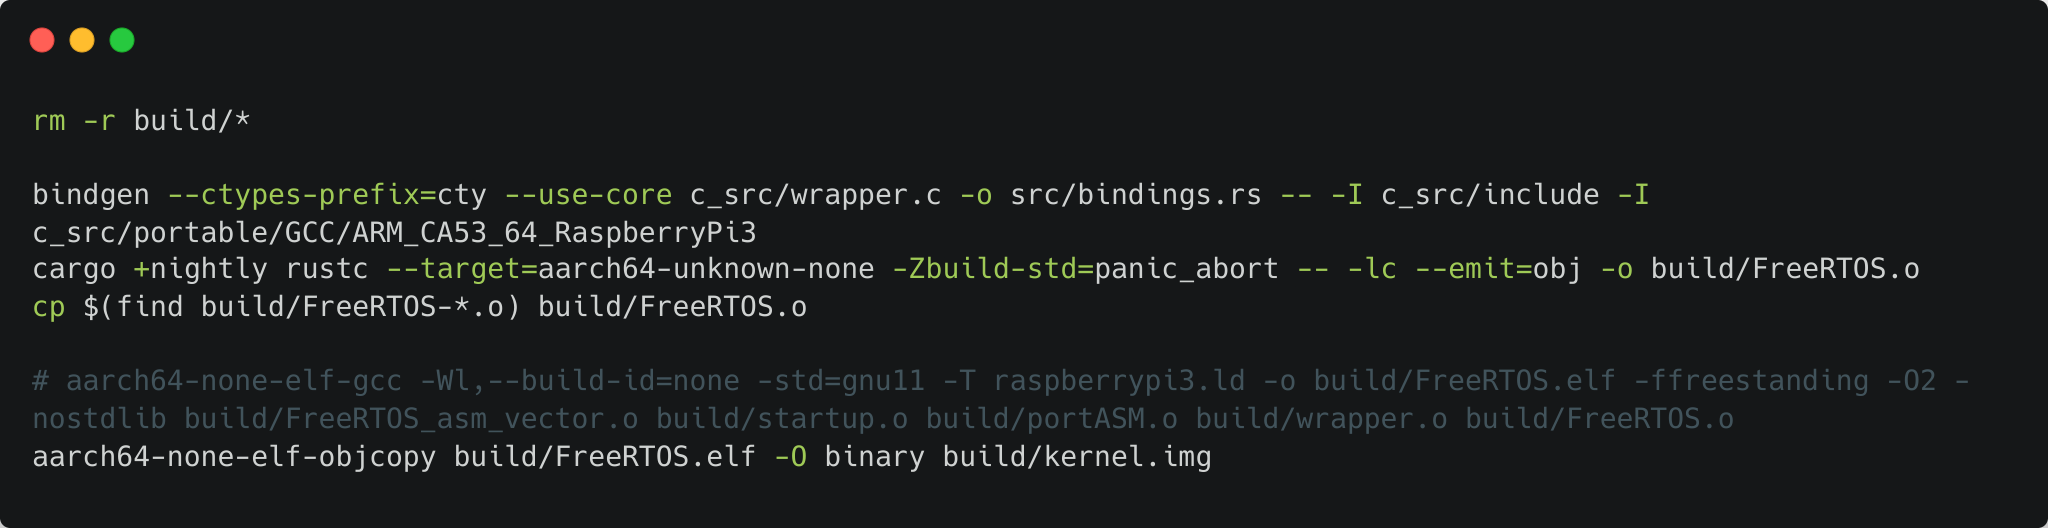 rm -r build/*
bindgen --ctypes-prefix=cty --use-core c_src/wrapper.c -o src/bindings.rs -- -I c_src/include -I
c_src/portable/GCC/ARM_CA53_64_RaspberryPi3
cargo +nightly rustc --target=aarch64-unknown-none -Zbuild-std=panic_abort -- -lc --emit=obj -o build/FreeRTOS.o
cp $(find build/FreeRTOS-*.o) build/FreeRTOS.o
# aarch64-none-elf-gcc -Wl,--build-id=none -std=gnu11 -T raspberrypi3.ld -o build/FreeRTOS.elf -ffreestanding -O2 -
nostdlib build/FreeRTOS_asm_vector.o build/startup.o build/portASM.o build/wrapper.o build/FreeRTOS.o
aarch64-none-elf-objcopy build/FreeRTOS.elf -O binary build/kernel.img